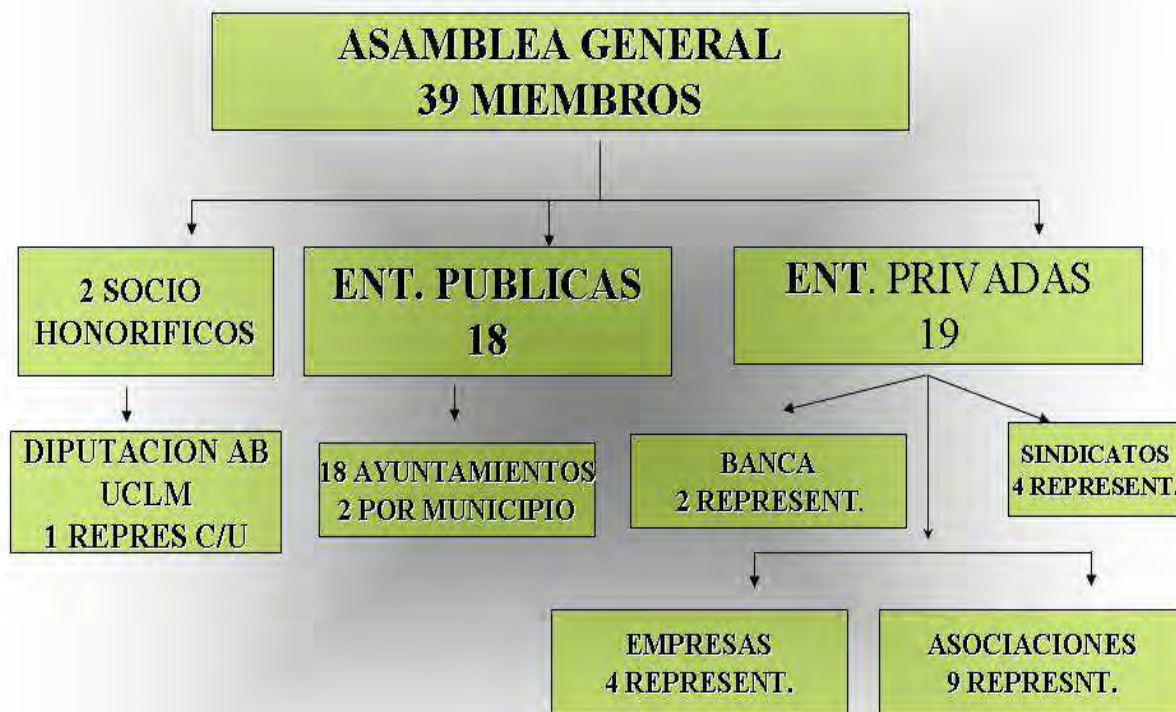 ASAMBLEA GENERAL
39 MIEMBROS
2 SOCIO
HONORIFICOS
ENT. PUBLICAS
18
ENT. PRIVADAS
19
DIPUTACION AB
UCLM
1 REPRES C/U
18 AYUNTAMIENTOS
2 POR MUNICIPIO
BANCA
2 REPRESENT.
SINDICATOS
4 REPRESENT.
EMPRESAS
4 REPRESENT.
ASOCIACIONES
9 REPRESNT.